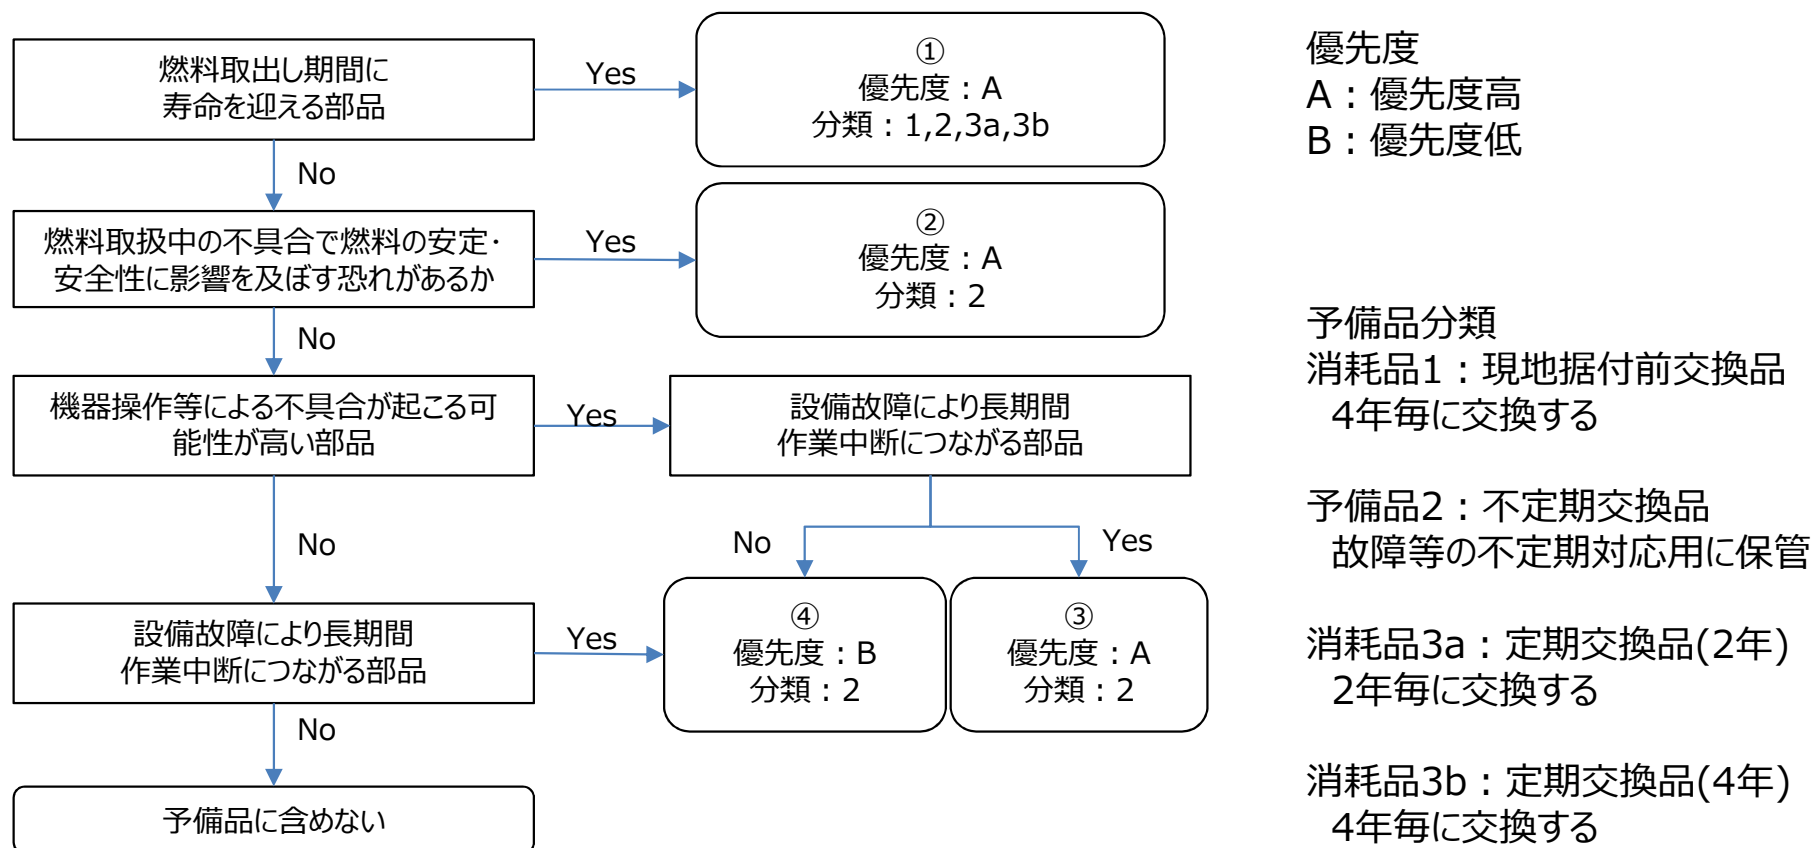 燃料取出し期間に
寿命を迎える部品
Yes
①
優先度：A
分類：1,2,3a,3b
No
燃料取扱中の不具合で燃料の安定・
安全性に影響を及ぼす恐れがあるか
Yes
②
優先度：A
分類：2
No
機器操作等による不具合が起こる可
能性が高い部品
Yes
設備故障により長期間
作業中断につながる部品
No
Yes
No
④
優先度：B
分類：2
③
優先度：A
分類：2
設備故障により長期間
作業中断につながる部品
Yes
No
予備品に含めない
優先度
A：優先度高
B：優先度低
予備品分類
消耗品1：現地据付前交換品
4年毎に交換する
予備品2：不定期交換品
故障等の不定期対応用に保管
消耗品3a：定期交換品(2年)
2年毎に交換する
消耗品3b：定期交換品(4年)
4年毎に交換する